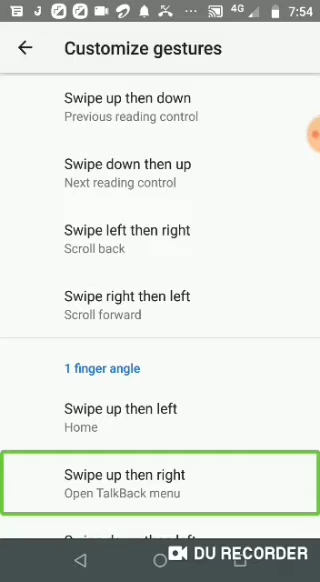 4G 7:54
Customize gestures
Swipe up then down
Previous reading control
Swipe down then up
Next reading control
Swipe left then right
Scroll back
Swipe right then left
Scroll forward
1 finger angle
Swipe up then left
Home
Swipe up then right
Open TalkBack menu
DU RECORDER